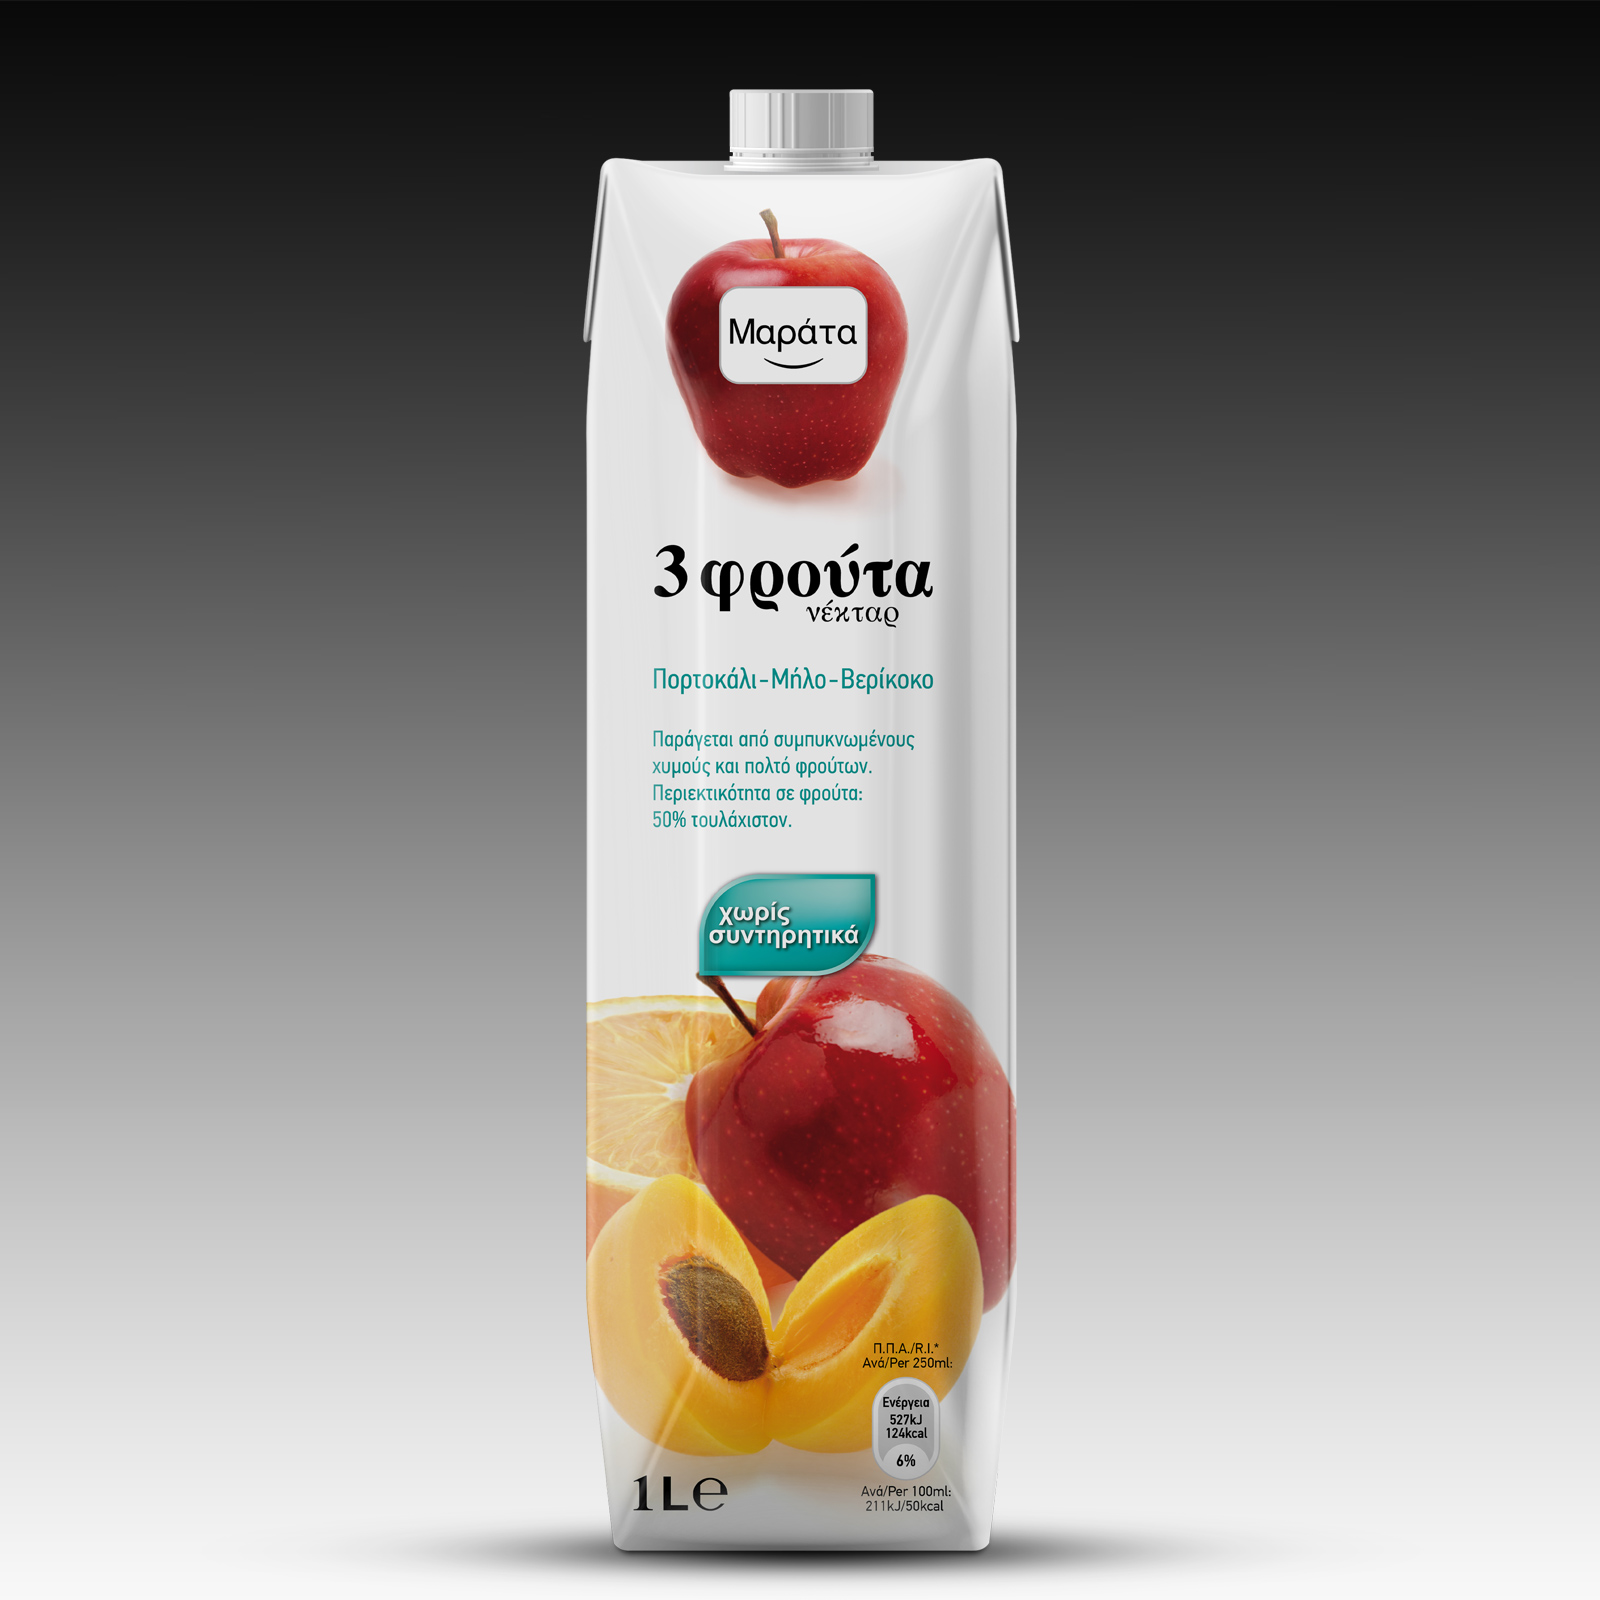 Μαράτα
3 φρούτα
νέκταρ
Πορτοκάλι-Μήλο-Βερίκοκο
Παράγεται από συμπυκνωμένους
χυμούς και πολτό φρούτων.
Περιεκτικότητα σε φρούτα:
50% τουλάχιστον.
χωρίς
συντηρητικά
Π.Π.Α./R.I.*
Ανά/Per 250ml:
Ενέργεια
527kJ
124kcal
6%
Ανά/Per 100ml:
211kJ/50kcal
1L℮